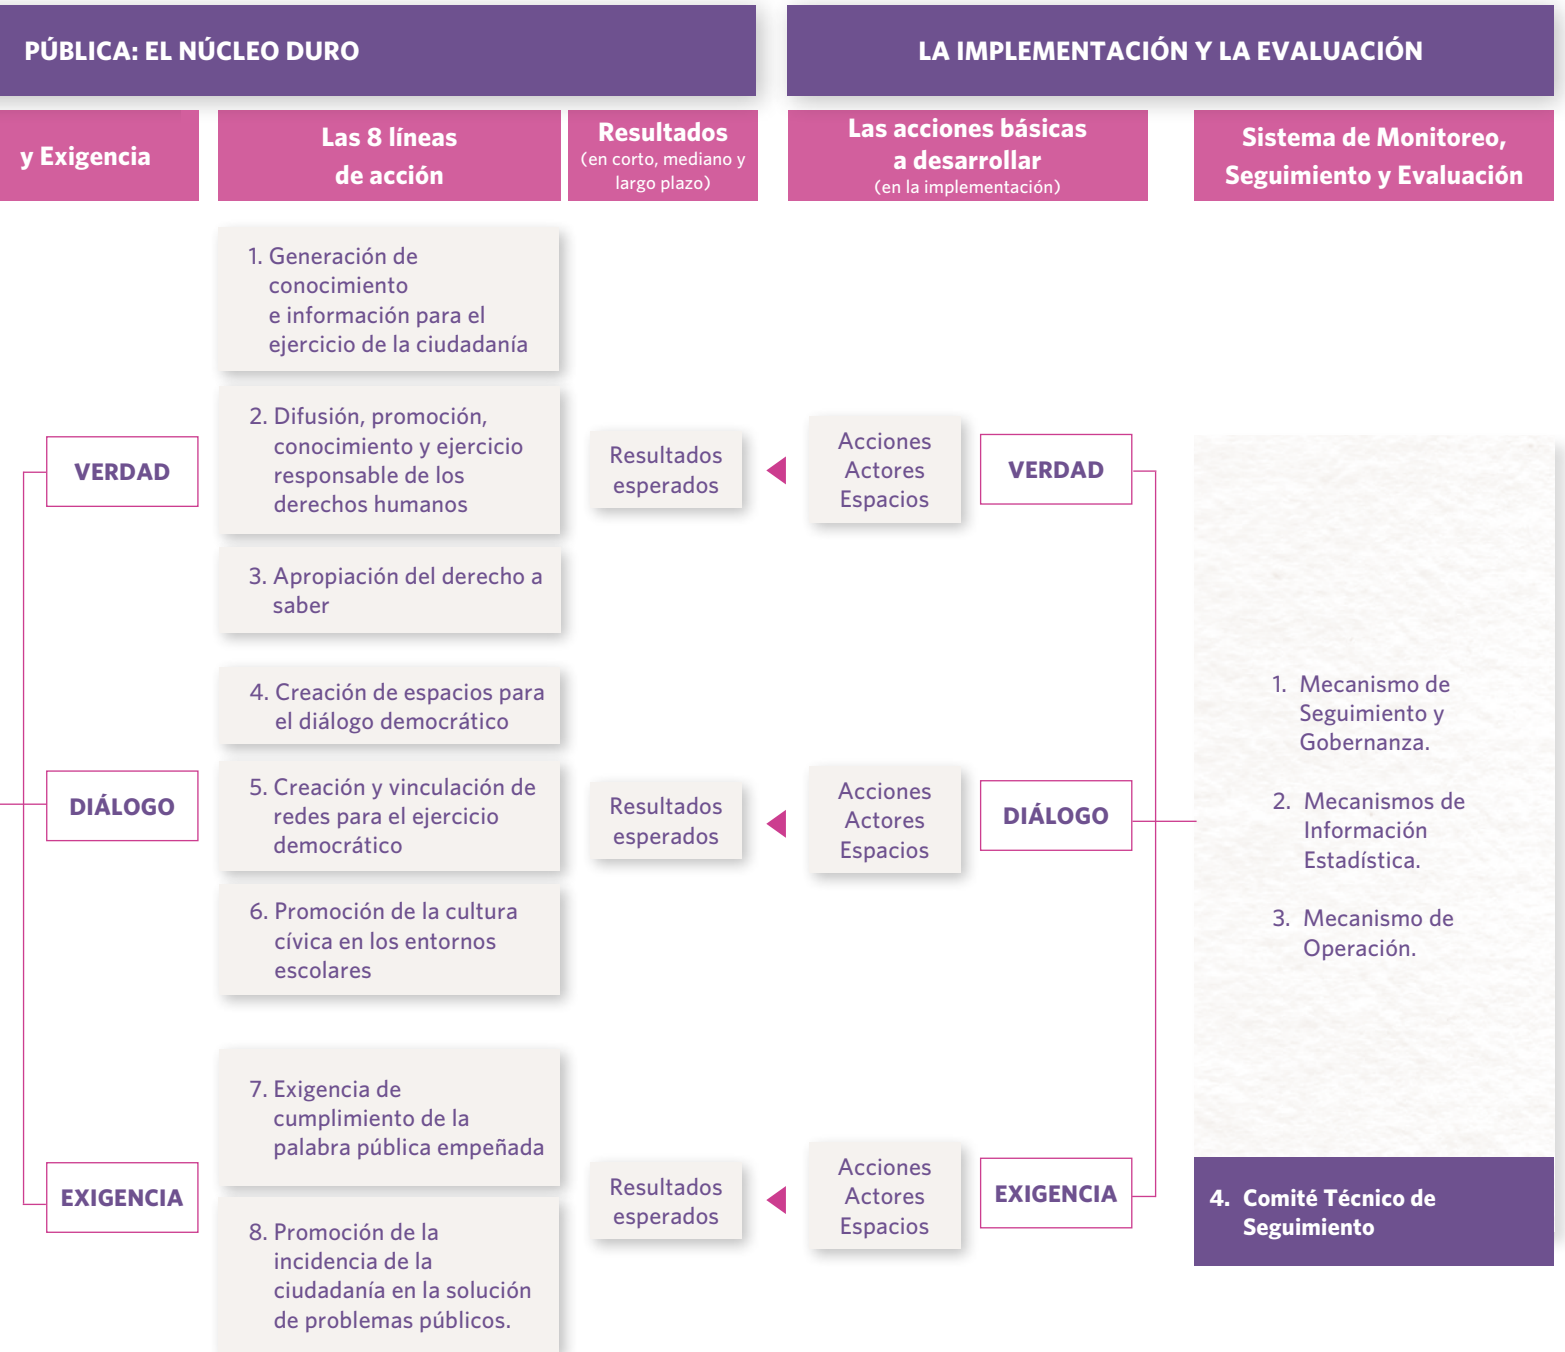 PÚBLICA: EL NÚCLEO DURO
LA IMPLEMENTACIÓN Y LA EVALUACIÓN
y Exigencia
Las 8 líneas
de acción
Resultados
(en corto, mediano y
largo plazo)
Las acciones básicas
a desarrollar
(en la implementación)
Sistema de Monitoreo,
Seguimiento y Evaluación
VERDAD
1. Generación de
conocimiento
e información para el
ejercicio de la ciudadanía
2. Difusión, promoción,
conocimiento y ejercicio
responsable de los
derechos humanos
3. Apropiación del derecho a
saber
Resultados
esperados
Acciones
Actores
Espacios
VERDAD
DIÁLOGO
4. Creación de espacios para
el diálogo democrático
5. Creación y vinculación de
redes para el ejercicio
democrático
6. Promoción de la cultura
cívica en los entornos
escolares
Resultados
esperados
Acciones
Actores
Espacios
DIÁLOGO
EXIGENCIA
7. Exigencia de
cumplimiento de la
palabra pública empeñada
8. Promoción de la
incidencia de la
ciudadanía en la solución
de problemas públicos.
Resultados
esperados
Acciones
Actores
Espacios
EXIGENCIA
1. Mecanismo de
Seguimiento y
Gobernanza.
2. Mecanismos de
Información
Estadística.
3. Mecanismo de
Operación.
4. Comité Técnico de
Seguimiento